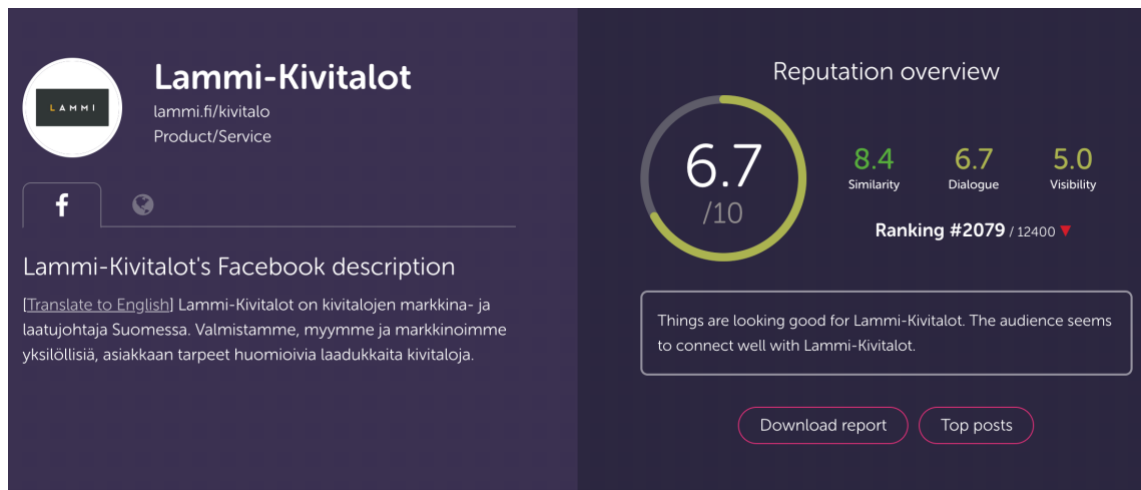 LAMMI
Lammi-Kivitalot
lammi.fi/kivitalo
Product/Service
f
Lammi-Kivitalot's Facebook description
[Translate to English] Lammi-Kivitalot on kivitalojen markkina- ja
laatujohtaja Suomessa. Valmistamme, myymme ja markkinoimme
yksilöllisiä, asiakkaan tarpeet huomioivia laadukkaita kivitaloja.
Reputation overview
6.7
/10
8.4 6.7 5.0
Similarity Dialogue Visibility
Ranking #2079 / 12400 ▼
Things are looking good for Lammi-Kivitalot. The audience seems
to connect well with Lammi-Kivitalot.
Download report Top posts